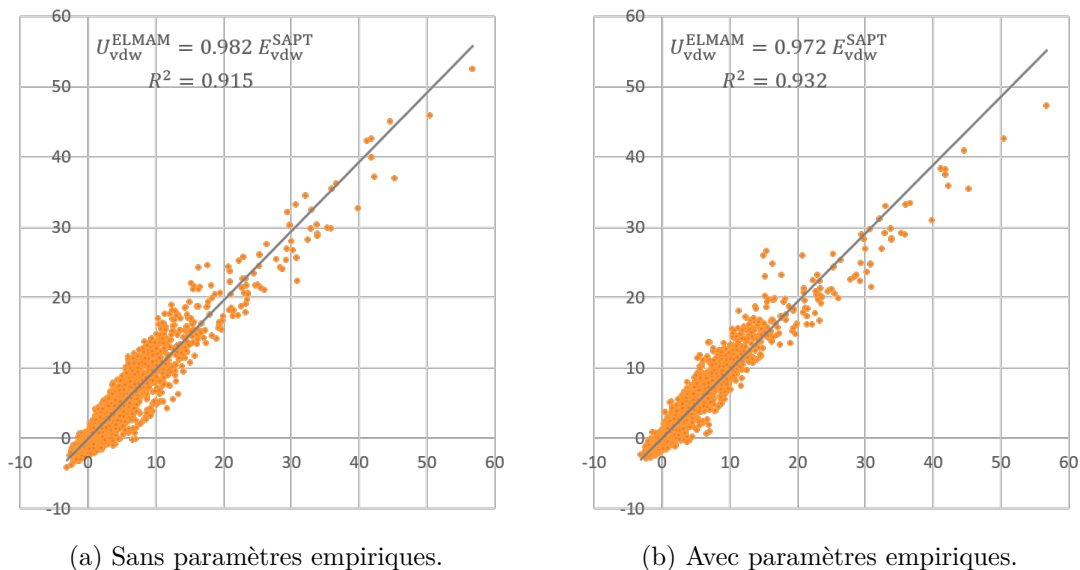 60
50
40
30
20
10
0
-10
-10 0 10 20 30 40 50 60
U_vdw^ELMAM = 0.982 E_vdw^SAPT
R² = 0.915
(a) Sans paramètres empiriques.
60
50
40
30
20
10
0
-10
-10 0 10 20 30 40 50 60
U_vdw^ELMAM = 0.972 E_vdw^SAPT
R² = 0.932
(b) Avec paramètres empiriques.